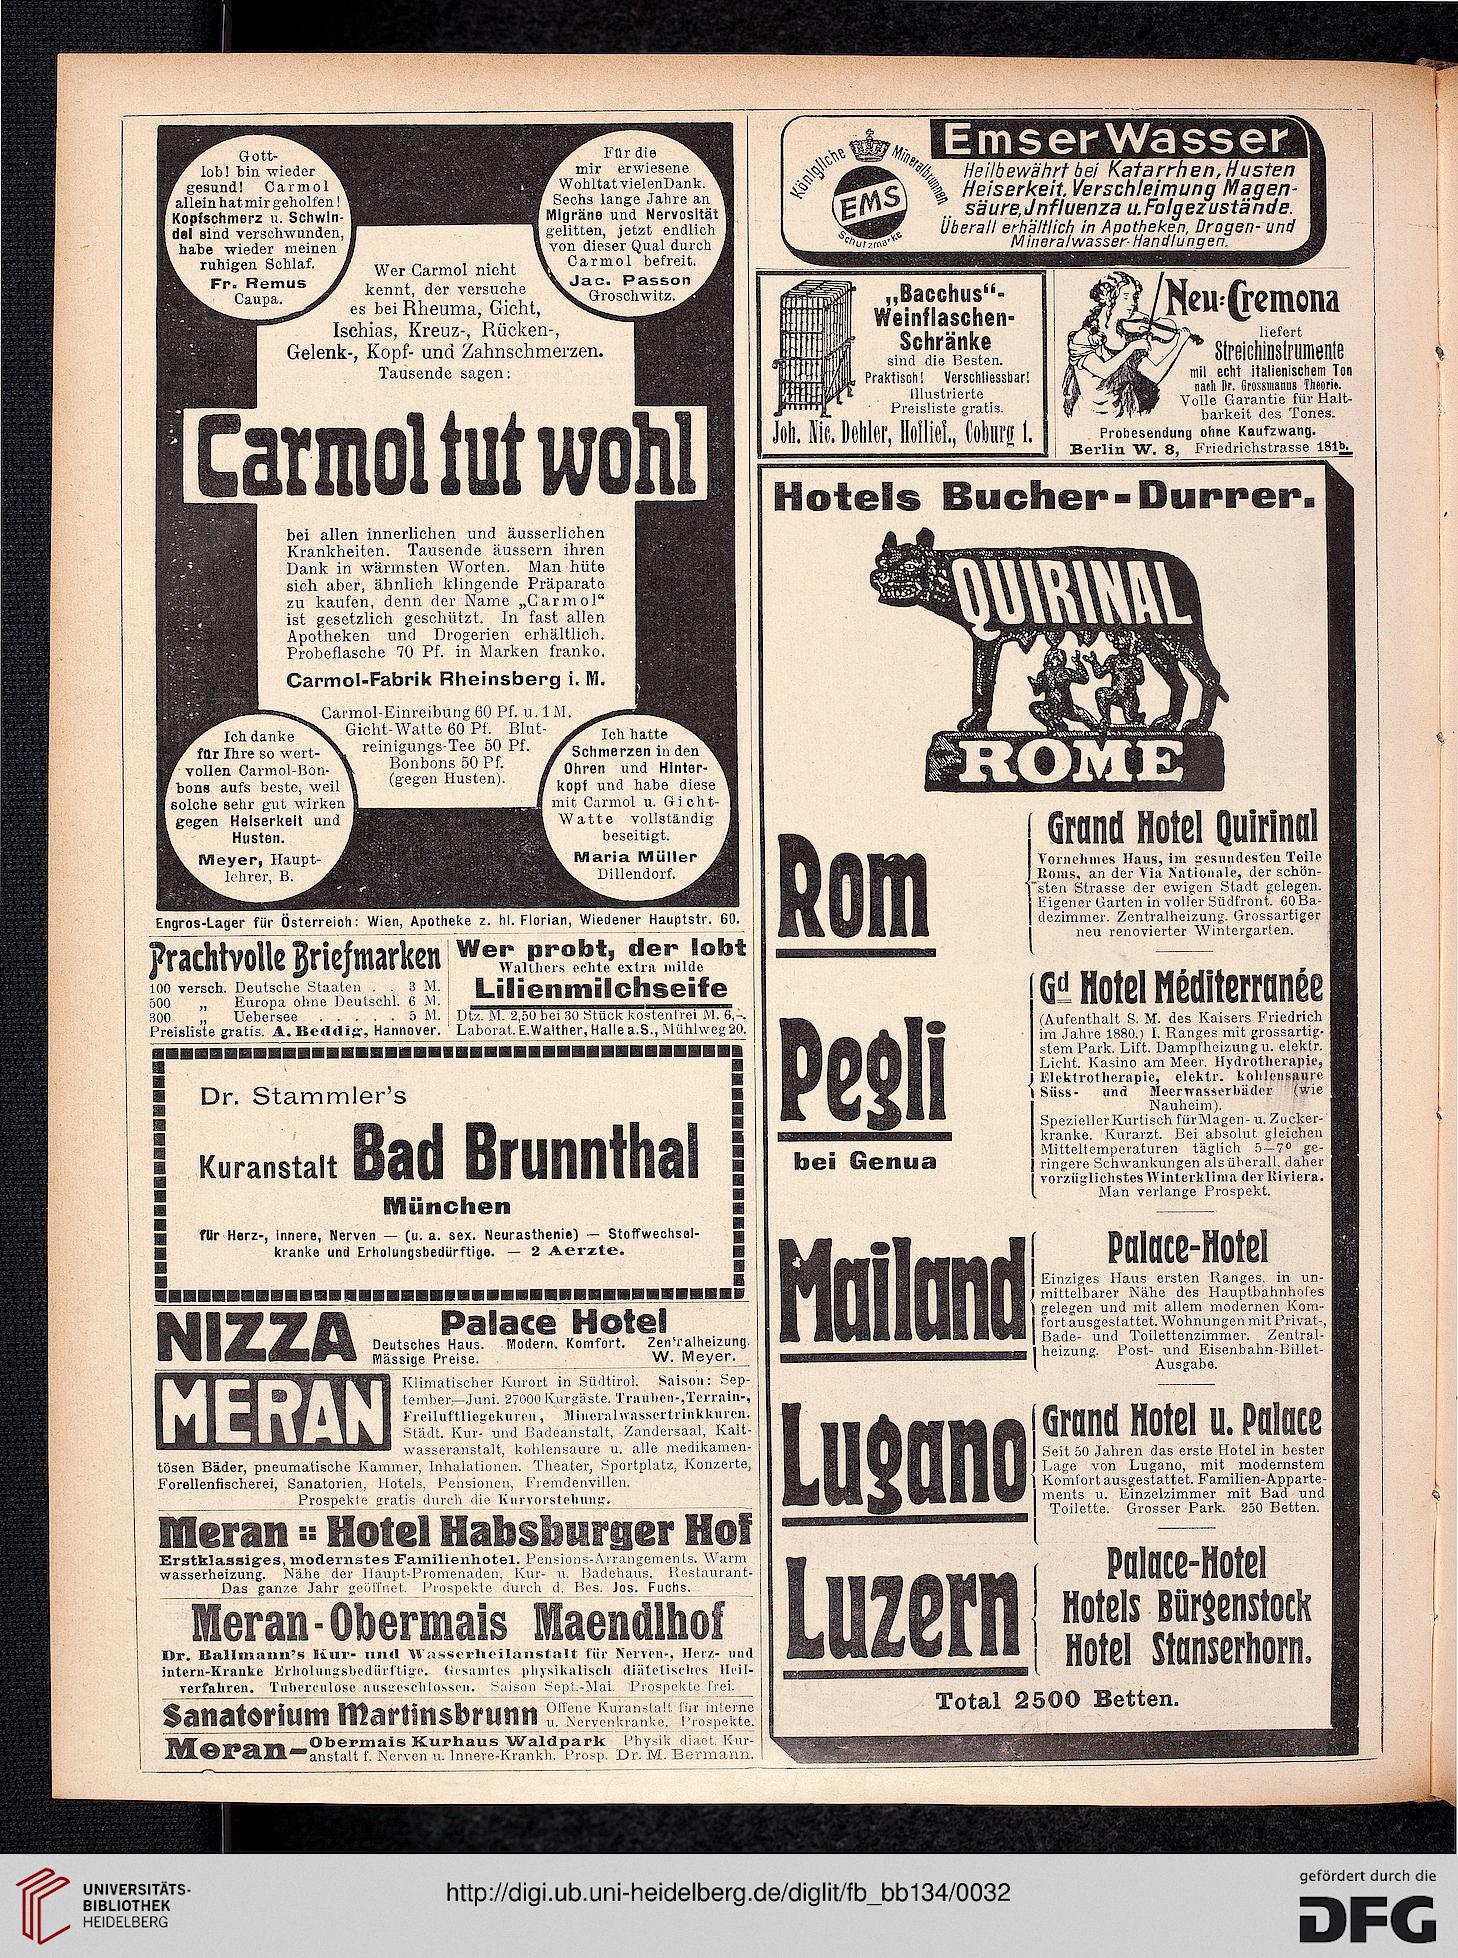 Gott-
lob! bin wieder
gesund! Carmol
allein hat mir geholfen!
Kopfschmerz u. Schwin-
del sind verschwunden,
habe wieder meinen
ruhigen Schlaf.
Fr. Remus
Caupa.
Für die
mir erwiesene
Wohltat vielen Dank.
Sechs lange Jahre an
Migräne und Nervosität
gelitten, jetzt endlich
von dieser Qual durch
Carmol befreit.
Jac. Passon
Groschwitz.
Wer Carmol nicht
kennt, der versuche
es bei Rheuma, Gicht,
Ischias, Kreuz-, Rücken-,
Gelenk-, Kopf- und Zahnschmerzen.
Tausende sagen:
Carmol tut wohl
bei allen innerlichen und äusserlichen
Krankheiten. Tausende äussern ihren
Dank in wärmsten Worten. Man hüte
sich aber, ähnlich klingende Präparate
zu kaufen, denn der Name „Carmol“
ist gesetzlich geschützt. In fast allen
Apotheken und Drogerien erhältlich.
Probeflasche 70 Pf. in Marken franko.
Carmol-Fabrik Rheinsberg i. M.
Carmol-Einreibung 60 Pf. u. 1 M.
Gicht-Watte 60 Pf. Blut-
reinigungs-Tee 50 Pf.
Bonbons 50 Pf.
(gegen Husten).
Ich danke
für Ihre so wert-
vollen Carmol-Bon-
bons aufs beste, weil
solche sehr gut wirken
gegen Heiserkeit und
Husten.
Meyer, Haupt-
lehrer, B.
Ich hatte
Schmerzen in den
Ohren und Hinter-
kopf und habe diese
mit Carmol u. Gicht-
Watte vollständig
beseitigt.
Maria Müller
Dillendorf.
Engros-Lager für Österreich: Wien, Apotheke z. hl. Florian, Wiedener Hauptstr. 60.
Prachtvolle Briefmarken
100 versch. Deutsche Staaten . . 3 M.
500 „ Europa ohne Deutschl. 6 M.
300 „ Uebersee . . . . . 5 M.
Preisliste gratis. A. Beddig, Hannover.
Wer probt, der lobt
Walthers echte extra milde
Lilienmilchseife
Dtz. M. 2,50 bei 30 Stück kostenfrei M. 6,-.
Laborat. E. Walther, Halle a.S., Mühlweg 20.
Dr. Stammler's
Kuranstalt Bad Brunnthal
München
für Herz-, innere, Nerven — (u. a. sex. Neurasthenie) — Stoffwechsel-
kranke und Erholungsbedürftige. — 2 Aerzte.
NIZZA Palace Hotel
Deutsches Haus. Modern. Komfort. Zentralheizung.
Mässige Preise. W. Meyer.
MERAN
Klimatischer Kurort in Südtirol. Saison: Sep-
tember—Juni. 27000 Kurgäste. Trauben-, Terrain-,
Freiluftliegekuren, Mineralwassertrinkkuren.
Städt. Kur- und Badeanstalt, Zandersaal, Kalt-
wasseranstalt, kohlensaure u. alle medikamen-
tösen Bäder, pneumatische Kammer, Inhalationen. Theater, Sportplatz, Konzerte,
Forellenfischerei, Sanatorien, Hotels, Pensionen, Fremdenvillen.
Prospekte gratis durch die Kurvorstehung.
Meran :: Hotel Habsburger Hof
Erstklassiges, modernstes Familienhotel. Pensions-Arrangements. Warm
wasserheizung. Nähe der Haupt-Promenaden, Kur- u. Badehaus. Restaurant-
Das ganze Jahr geöffnet. Prospekte durch d. Bes. Jos. Fuchs.
Meran-Obermais Maendlhof
Dr. Ballmann's Kur- und Wasserheilanstalt für Nerven-, Herz- und
intern-Kranke Erholungsbedürftige. Gesamtes physikalisch diätetisches Heil-
verfahren. Tuberculose ausgeschlossen. Saison Sept.-Mai. Prospekte frei.
Sanatorium Martinsbrunn Offene Kuranstalt für interne
u. Nervenkranke. Prospekte.
Meran—Obermais Kurhaus Waldpark Physik diaet. Kur-
anstalt f. Nerven u. Innere-Krankh. Prosp. Dr. M. Bermann.
Königliche Mineralbrunnen
EMS
Schutzmarke
Emser Wasser
Heilbewährt bei Katarrhen, Husten
Heiserkeit, Verschleimung Magen-
säure, Jnfluenza u. Folgezustände.
Überall erhältlich in Apotheken, Drogen- und
Mineralwasser-Handlungen.
„Bacchus“-
Weinflaschen-
Schränke
sind die Besten.
Praktisch! Verschliessbar!
Illustrierte
Preisliste gratis.
Joh. Nic. Dehler, Hoflief., Coburg 1.
Neu-Cremona
liefert
Streichinstrumente
mit echt italienischem Ton
nach Dr. Grossmanns Theorie.
Volle Garantie für Halt-
barkeit des Tones.
Probesendung ohne Kaufzwang.
Berlin W. 8, Friedrichstrasse 181b.
Hotels Bucher-Durrer.
QUIRINAL
ROME
Rom
Grand Hotel Quirinal
Vornehmes Haus, im gesundesten Teile
Roms, an der Via Nationale, der schön-
sten Strasse der ewigen Stadt gelegen.
Eigener Garten in voller Südfront. 60 Ba-
dezimmer. Zentralheizung. Grossartiger
neu renovierter Wintergarten.
Pegli
bei Genua
Gd Hotel Méditerranée
(Aufenthalt S. M. des Kaisers Friedrich
im Jahre 1880.) I. Ranges mit grossartig-
stem Park. Lift. Dampfheizung u. elektr.
Licht. Kasino am Meer. Hydrotherapie,
Elektrotherapie, elektr. kohlensaure
Süss- und Meerwasserbäder (wie
Nauheim).
Spezieller Kurtisch für Magen- u. Zucker-
kranke. Kurarzt. Bei absolut gleichen
Mitteltemperaturen täglich 5—7° ge-
ringere Schwankungen als überall, daher
vorzüglichstes Winterklima der Riviera.
Man verlange Prospekt.
Mailand
Palace-Hotel
Einziges Haus ersten Ranges. in un-
mittelbarer Nähe des Hauptbahnhofes
gelegen und mit allem modernen Kom-
fort ausgestattet. Wohnungen mit Privat-,
Bade- und Toilettenzimmer. Zentral-
heizung. Post- und Eisenbahn-Billet-
Ausgabe.
Lugano
Grand Hotel u. Palace
Seit 50 Jahren das erste Hotel in bester
Lage von Lugano, mit modernstem
Komfort ausgestattet. Familien-Apparte-
ments u. Einzelzimmer mit Bad und
Toilette. Grosser Park. 250 Betten.
Luzern
Palace-Hotel
Hotels Bürgenstock
Hotel Stanserhorn.
Total 2500 Betten.
UNIVERSITÄTS-
BIBLIOTHEK
HEIDELBERG
http://digi.ub.uni-heidelberg.de/diglit/fb_bb134/0032
gefördert durch die
DFG